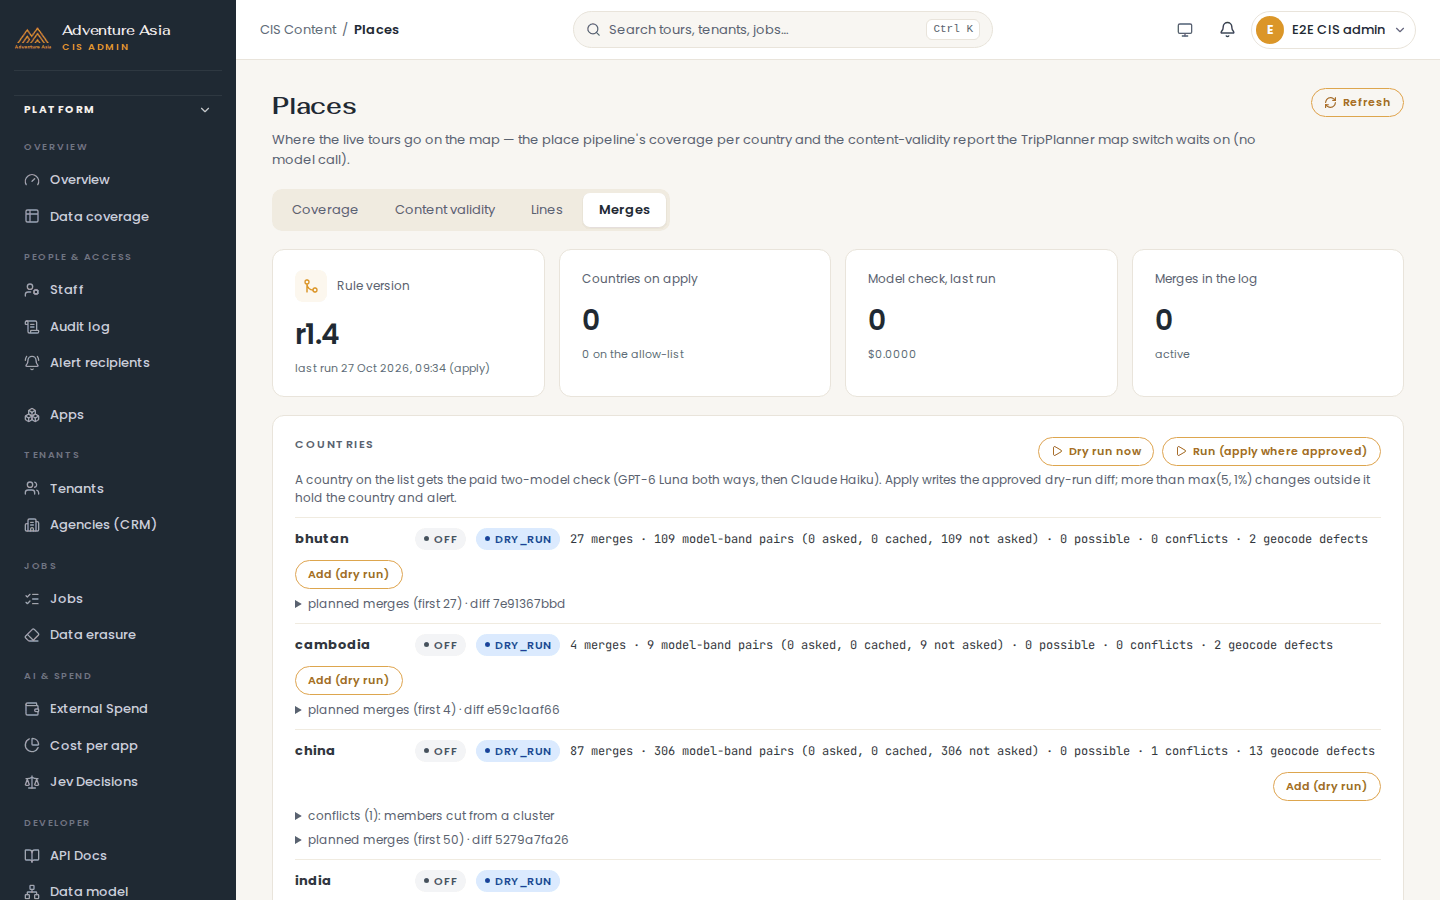 Adventure Asia
CIS ADMIN
Adventure Asia
PLATFORM
OVERVIEW
Overview
Data coverage
PEOPLE & ACCESS
Staff
Audit log
Alert recipients
Apps
TENANTS
Tenants
Agencies (CRM)
JOBS
Jobs
Data erasure
AI & SPEND
External Spend
Cost per app
Jev Decisions
DEVELOPER
API Docs
Data model
CIS Content / Places
Search tours, tenants, jobs...
Ctrl K
E
E2E CIS admin
Places
Refresh
Where the live tours go on the map — the place pipeline's coverage per country and the content-validity report the TripPlanner map switch waits on (no
model call).
Coverage
Content validity
Lines
Merges
Rule version
r1.4
last run 27 Oct 2026, 09:34 (apply)
Countries on apply
0
0 on the allow-list
Model check, last run
0
$0.0000
Merges in the log
0
active
COUNTRIES
Dry run now
Run (apply where approved)
A country on the list gets the paid two-model check (GPT-6 Luna both ways, then Claude Haiku). Apply writes the approved dry-run diff; more than max(5, 1%) changes outside it
hold the country and alert.
bhutan OFF DRY_RUN 27 merges · 109 model-band pairs (0 asked, 0 cached, 109 not asked) · 0 possible · 0 conflicts · 2 geocode defects
Add (dry run)
planned merges (first 27) · diff 7e91367bbd
cambodia OFF DRY_RUN 4 merges · 9 model-band pairs (0 asked, 0 cached, 9 not asked) · 0 possible · 0 conflicts · 2 geocode defects
Add (dry run)
planned merges (first 4) · diff e59c1aaf66
china OFF DRY_RUN 87 merges · 306 model-band pairs (0 asked, 0 cached, 306 not asked) · 0 possible · 1 conflicts · 13 geocode defects
Add (dry run)
conflicts (1): members cut from a cluster
planned merges (first 50) · diff 5279a7fa26
india OFF DRY_RUN